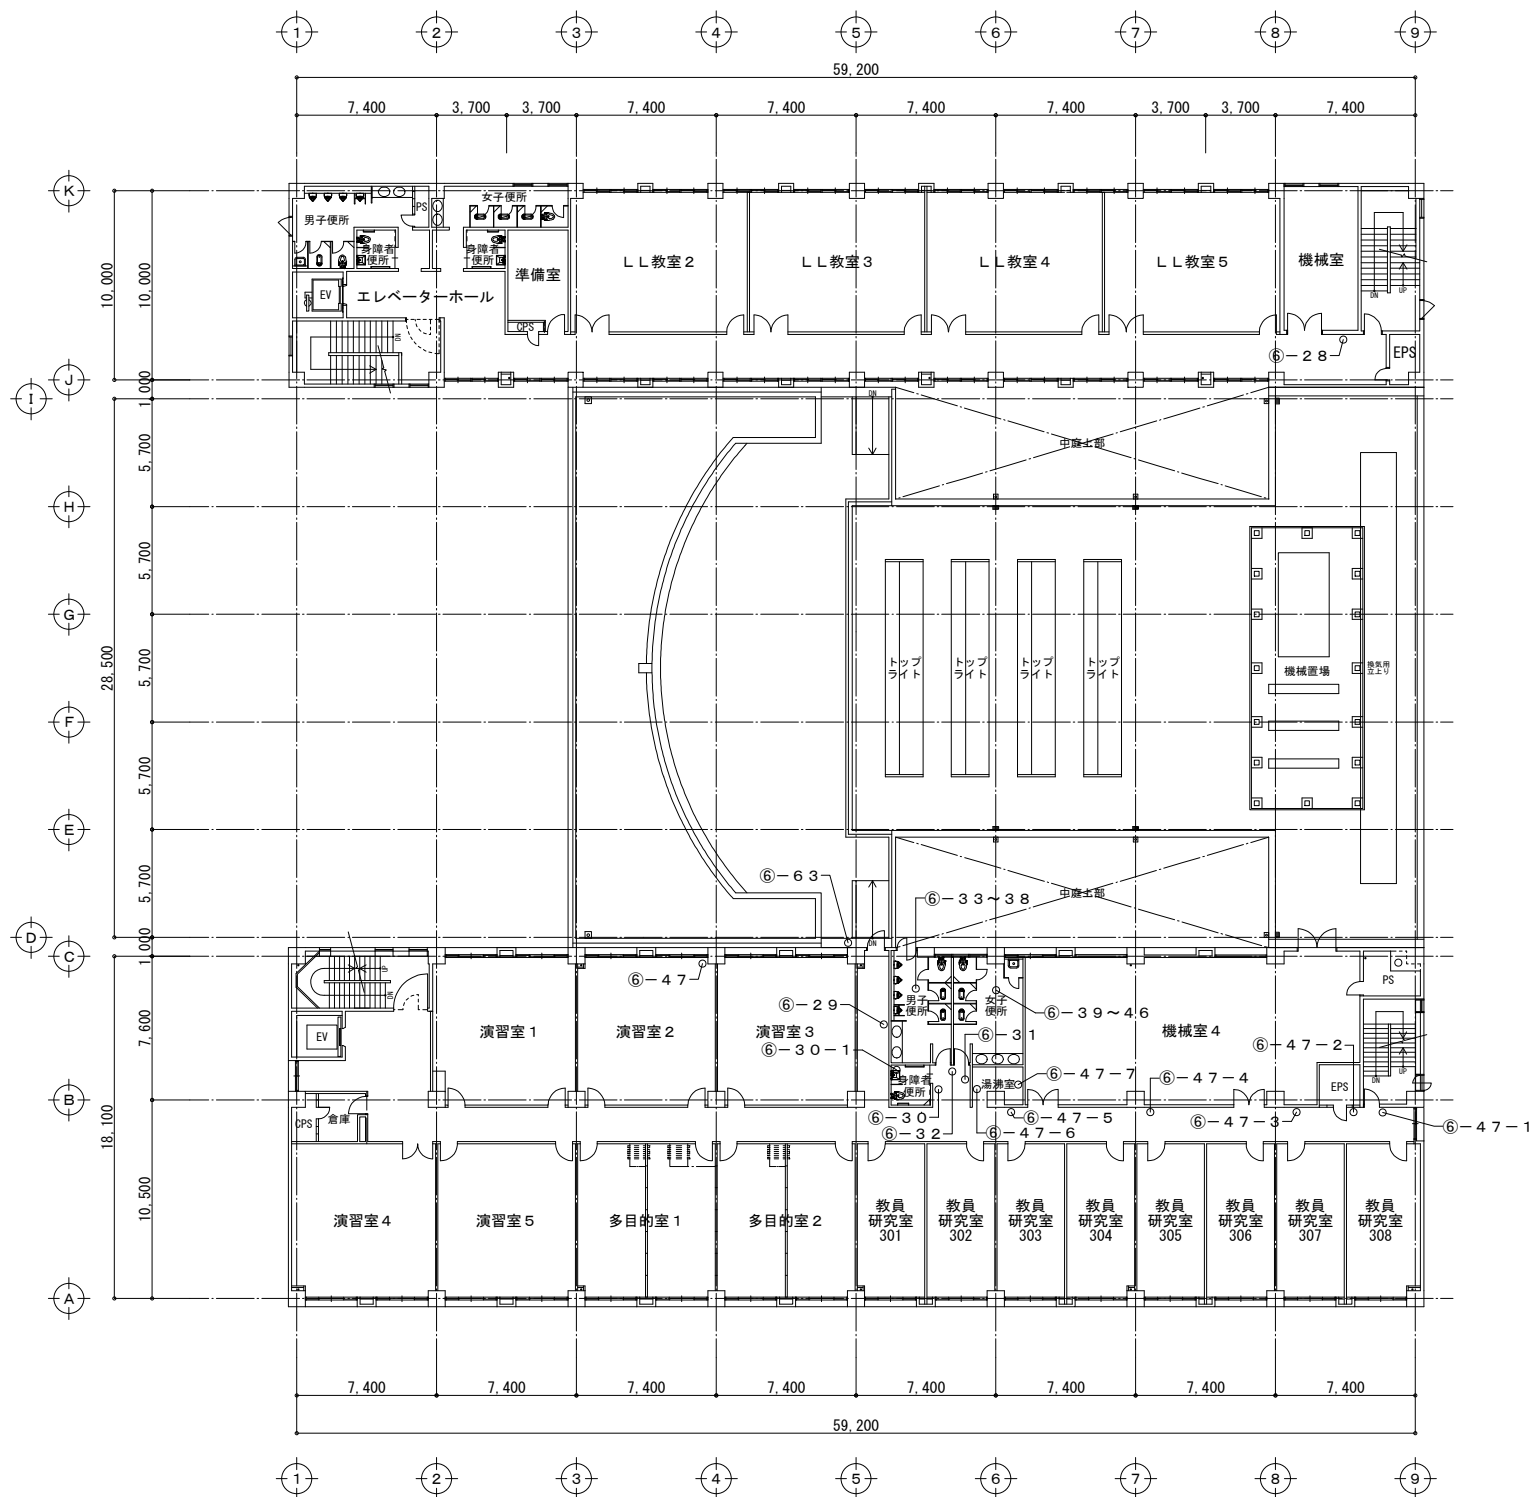 1 2 3 4 5 6 7 8 9
59,200
7,400 3,700 3,700 7,400 7,400 7,400 7,400 3,700 3,700 7,400
K
女子便所
PS
男子便所
身障者
便所
身障者
便所
準備室
ＬＬ教室２
ＬＬ教室３
ＬＬ教室４
ＬＬ教室５
機械室
10,000
10,000
EV
エレベーターホール
CPS
DN
UP
DN
⑥−２８
EPS
J
1,000
I
DN
中庭上部
5,700
H
5,700
G
28,500
5,700
トップ
ライト
トップ
ライト
トップ
ライト
トップ
ライト
機械置場
換気用
立上り
F
5,700
E
5,700
⑥−６３
⑥−３３～３８
中庭上部
D
1,000
DN
C
UP
DN
⑥−４７
PS
⑥−２９
男子
便所
女子
便所
⑥−３９～４６
7,600
EV
演習室１
演習室２
演習室３
⑥−３１
機械室４
⑥−３０−１
⑥−４７−２
身障者
便所
湯沸室
⑥−４７−７
⑥−４７−４
EPS
UP
DN
B
18,100
CPS
倉庫
⑥−３０
⑥−３２
⑥−４７−６
⑥−４７−５
⑥−４７−３
⑥−４７−１
10,500
演習室４
演習室５
多目的室１
多目的室２
教員
研究室
301
教員
研究室
302
教員
研究室
303
教員
研究室
304
教員
研究室
305
教員
研究室
306
教員
研究室
307
教員
研究室
308
A
7,400 7,400 7,400 7,400 7,400 7,400 7,400 7,400
59,200
1 2 3 4 5 6 7 8 9